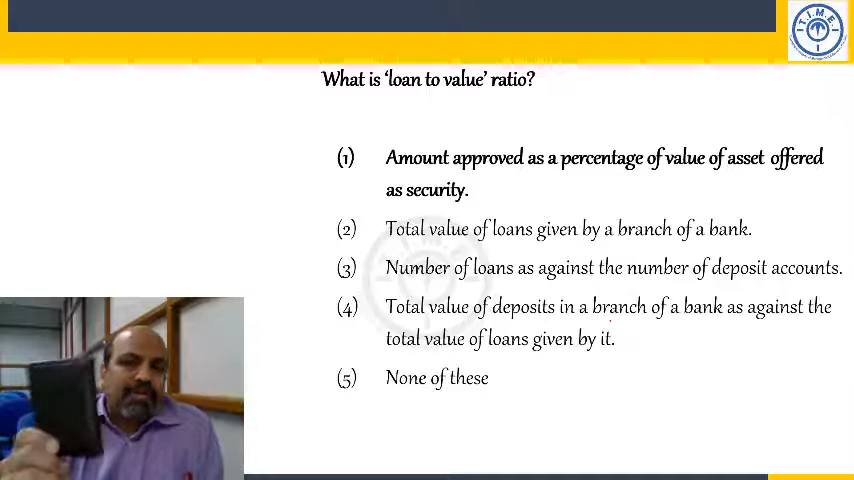 T.I.M.E.
What is ‘loan to value’ ratio?
(1) Amount approved as a percentage of value of asset offered
as security.
(2) Total value of loans given by a branch of a bank.
(3) Number of loans as against the number of deposit accounts.
(4) Total value of deposits in a branch of a bank as against the
total value of loans given by it.
(5) None of these